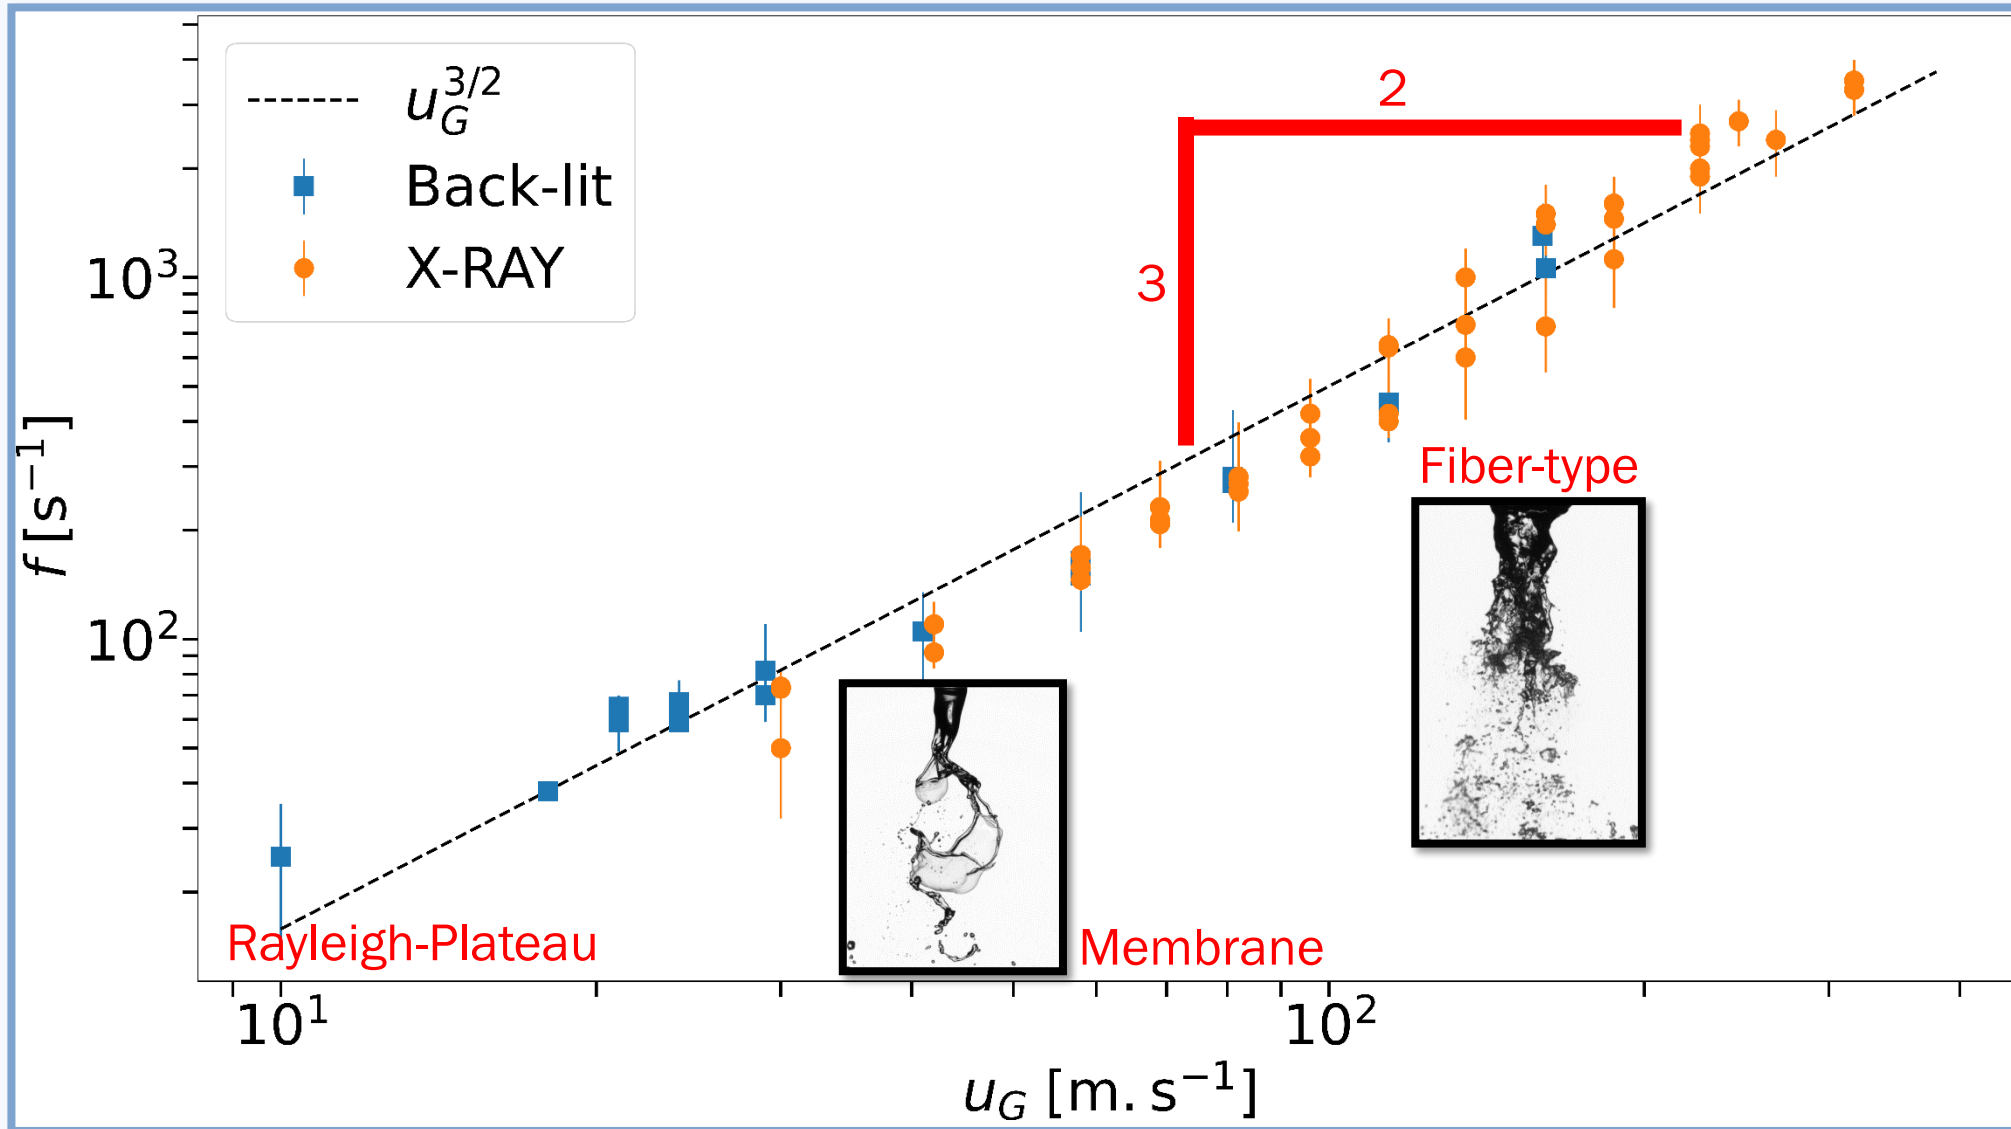 u_G^{3/2}
Back-lit
X-RAY
2
3
10^3
10^2
f [s^{-1}]
Fiber-type
Rayleigh-Plateau
Membrane
10^1
10^2
u_G [m. s^{-1}]